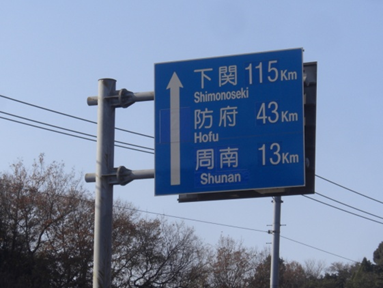 下関 115Km
Shimonoseki
防府 43Km
Hofu
周南 13Km
Shunan